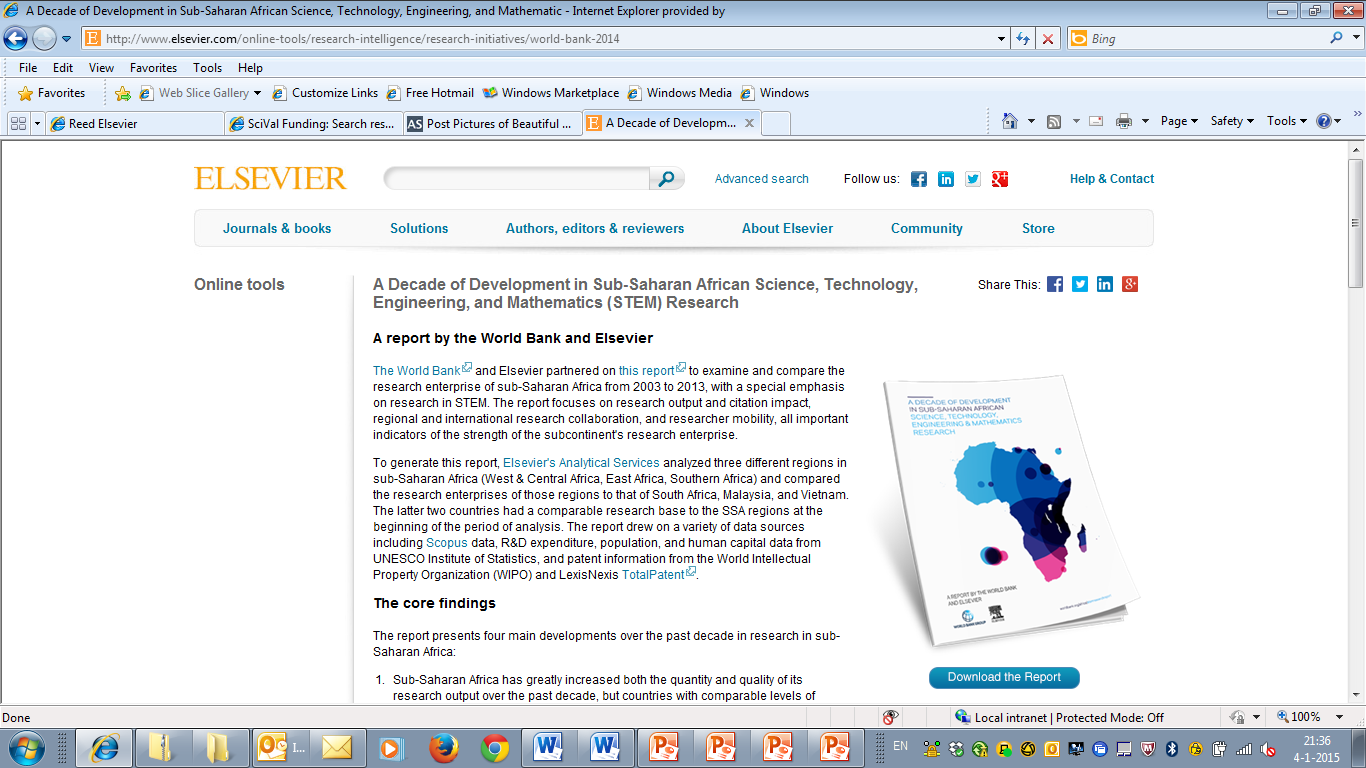 A Decade of Development in Sub-Saharan African Science, Technology, Engineering, and Mathematic - Internet Explorer provided by
http://www.elsevier.com/online-tools/research-intelligence/research-initiatives/world-bank-2014
Bing
File Edit View Favorites Tools Help
Favorites Web Slice Gallery Customize Links Free Hotmail Windows Marketplace Windows Media Windows
Reed Elsevier SciVal Funding: Search res... AS Post Pictures of Beautiful ... A Decade of Developm... Page Safety Tools
ELSEVIER Advanced search Follow us: Help & Contact
Journals & books Solutions Authors, editors & reviewers About Elsevier Community Store
Online tools
A Decade of Development in Sub-Saharan African Science, Technology,
Engineering, and Mathematics (STEM) Research
Share This:
A report by the World Bank and Elsevier
The World Bank and Elsevier partnered on this report to examine and compare the
research enterprise of sub-Saharan Africa from 2003 to 2013, with a special emphasis
on research in STEM. The report focuses on research output and citation impact,
regional and international research collaboration, and researcher mobility, all important
indicators of the strength of the subcontinent's research enterprise.
To generate this report, Elsevier's Analytical Services analyzed three different regions in
sub-Saharan Africa (West & Central Africa, East Africa, Southern Africa) and compared
the research enterprises of those regions to that of South Africa, Malaysia, and Vietnam.
The latter two countries had a comparable research base to the SSA regions at the
beginning of the period of analysis. The report drew on a variety of data sources
including Scopus data, R&D expenditure, population, and human capital data from
UNESCO Institute of Statistics, and patent information from the World Intellectual
Property Organization (WIPO) and LexisNexis TotalPatent.
The core findings
The report presents four main developments over the past decade in research in sub-
Saharan Africa:
1. Sub-Saharan Africa has greatly increased both the quantity and quality of its
research output over the past decade, but countries with comparable levels of
A DECADE OF DEVELOPMENT
IN SUB-SAHARAN AFRICAN
SCIENCE, TECHNOLOGY,
ENGINEERING & MATHEMATICS
RESEARCH
A REPORT BY THE WORLD BANK
AND ELSEVIER
WORLD BANK GROUP
Download the Report
Done Local intranet | Protected Mode: Off 100%
I... EN 21:36
4-1-2015